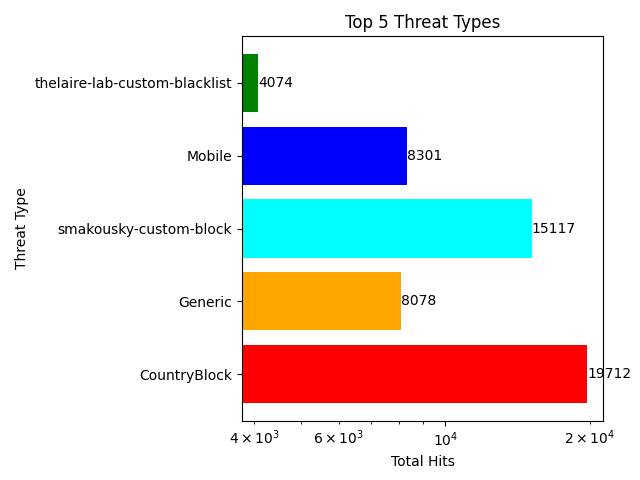 Top 5 Threat Types
thelaire-lab-custom-blacklist
4074
Mobile
8301
smakousky-custom-block
15117
Generic
8078
CountryBlock
19712
Threat Type
4 × 10³
6 × 10³
10⁴
2 × 10⁴
Total Hits